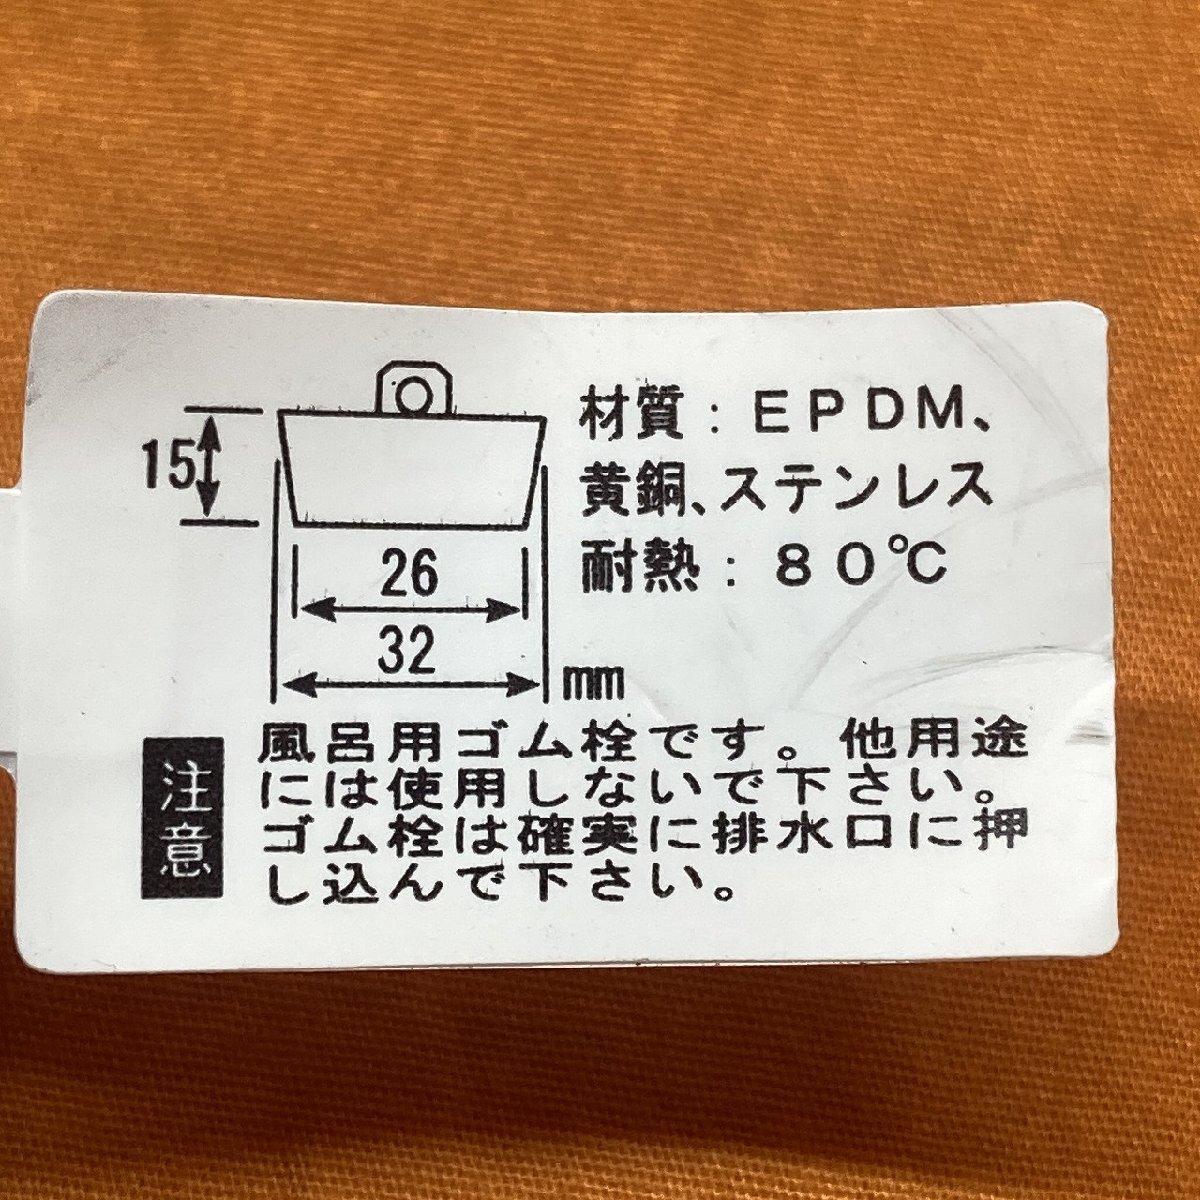 15
26
32
mm
材質：ＥＰＤＭ、
黄銅、ステンレス
耐熱：８０℃
注意
風呂用ゴム栓です。他用途
には使用しないで下さい。
ゴム栓は確実に排水口に押
し込んで下さい。